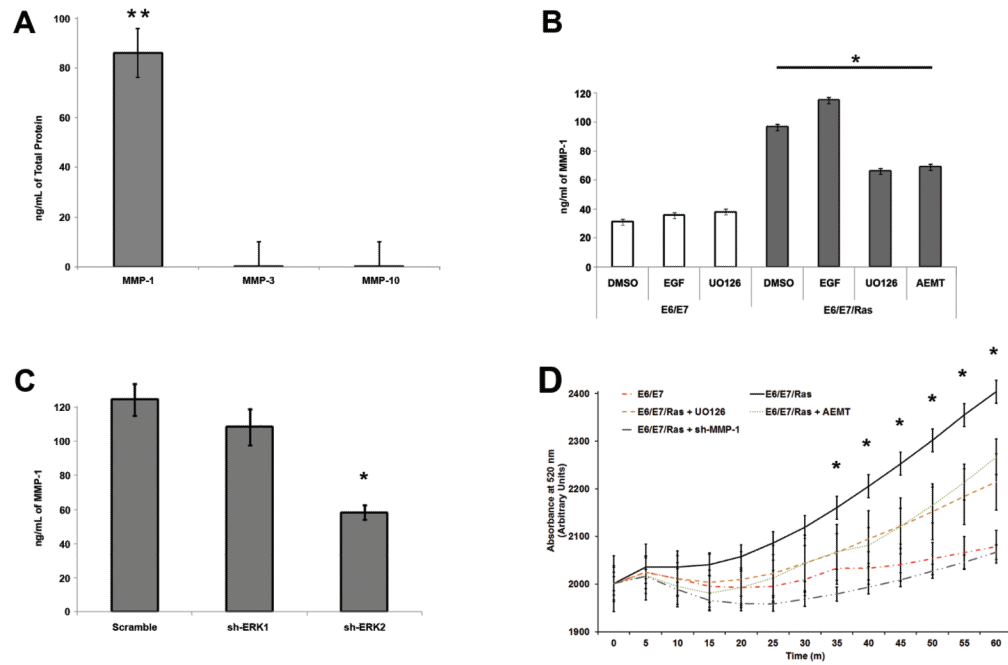 A
**
100
80
60
40
20
0
ng/mL of Total Protein
MMP-1 MMP-3 MMP-10
B
*
120
100
80
60
40
20
0
ng/ml of MMP-1
DMSO EGF UO126 DMSO EGF UO126 AEMT
E6/E7 E6/E7/Ras
C
120
100
80
60
40
20
0
ng/mL of MMP-1
*
Scramble sh-ERK1 sh-ERK2
D
E6/E7 E6/E7/Ras
E6/E7/Ras + UO126 E6/E7/Ras + AEMT
E6/E7/Ras + sh-MMP-1
* * * * * *
2400
2300
2200
2100
2000
1900
Absorbance at 520 nm
(Arbitrary Units)
0 5 10 15 20 25 30 35 40 45 50 55 60
Time (m)